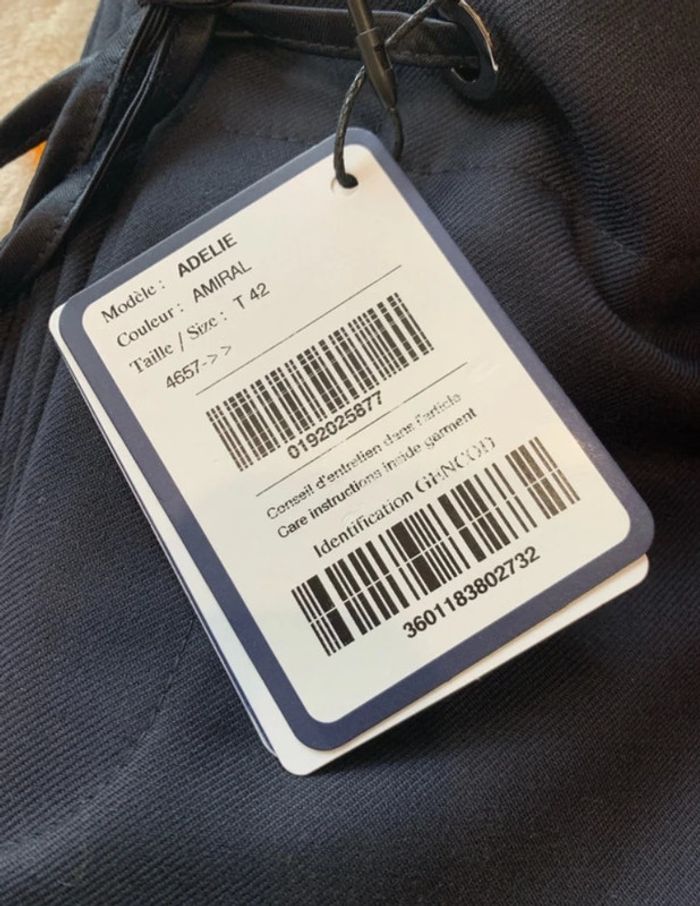 Modèle : ADELIE
Couleur : AMIRAL
Taille / Size : T 42
4657->>
0192025877
Conseil d'entretien dans l'article
Care instructions inside garment
Identification GENCOD
3601183802732